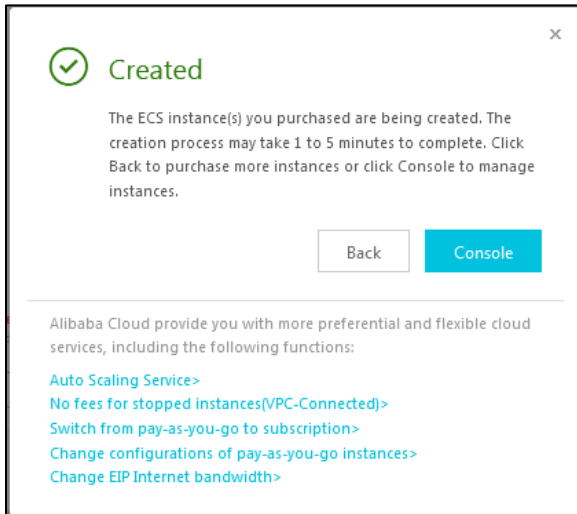 Created
The ECS instance(s) you purchased are being created. The
creation process may take 1 to 5 minutes to complete. Click
Back to purchase more instances or click Console to manage
instances.
Back Console
Alibaba Cloud provide you with more preferential and flexible cloud
services, including the following functions:
Auto Scaling Service>
No fees for stopped instances(VPC-Connected)>
Switch from pay-as-you-go to subscription>
Change configurations of pay-as-you-go instances>
Change EIP Internet bandwidth>